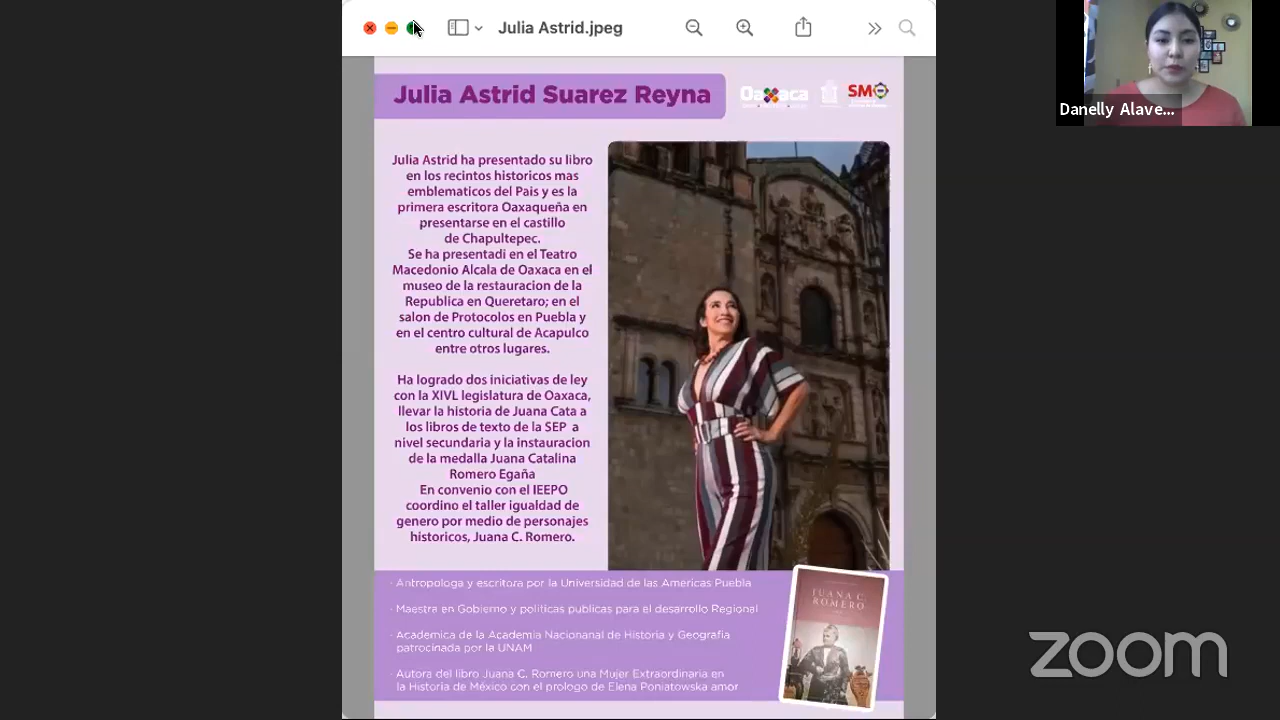 Julia Astrid.jpeg
Julia Astrid Suarez Reyna
Oaxaca
SMO
Julia Astrid ha presentado su libro
en los recintos historicos mas
emblematicos del Pais y es la
primera escritora Oaxaqueña en
presentarse en el castillo
de Chapultepec.
Se ha presentadi en el Teatro
Macedonio Alcala de Oaxaca en el
museo de la restauracion de la
Republica en Queretaro; en el
salon de Protocolos en Puebla y
en el centro cultural de Acapulco
entre otros lugares.
Ha logrado dos iniciativas de ley
con la XIVL legislatura de Oaxaca,
llevar la historia de Juana Cata a
los libros de texto de la SEP a
nivel secundaria y la instauracion
de la medalla Juana Catalina
Romero Egaña
En convenio con el IEEPO
coordino el taller igualdad de
genero por medio de personajes
historicos, Juana C. Romero.
· Antropologa y escritora por la Universidad de las Américas Puebla
· Maestra en Gobierno y politicas publicas para el desarrollo Regional
· Academica de la Academia Nacionanal de Historia y Geografia
patrocinada por la UNAM
· Autora del libro Juana C. Romero una Mujer Extraordinaria en
la Historia de México con el prologo de Elena Poniatowska amor
JUANA C.
ROMERO
Danelly Alave...
zoom